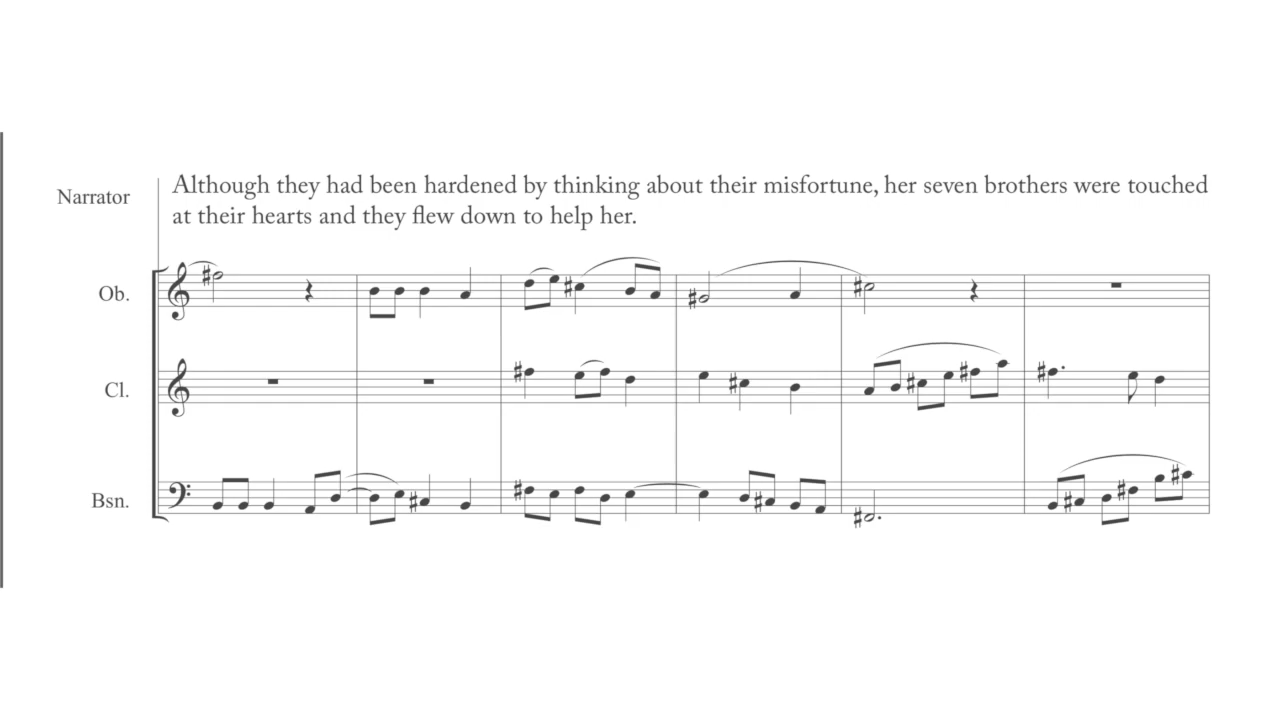 Narrator
Although they had been hardened by thinking about their misfortune, her seven brothers were touched
at their hearts and they flew down to help her.
Ob.
Cl.
Bsn.